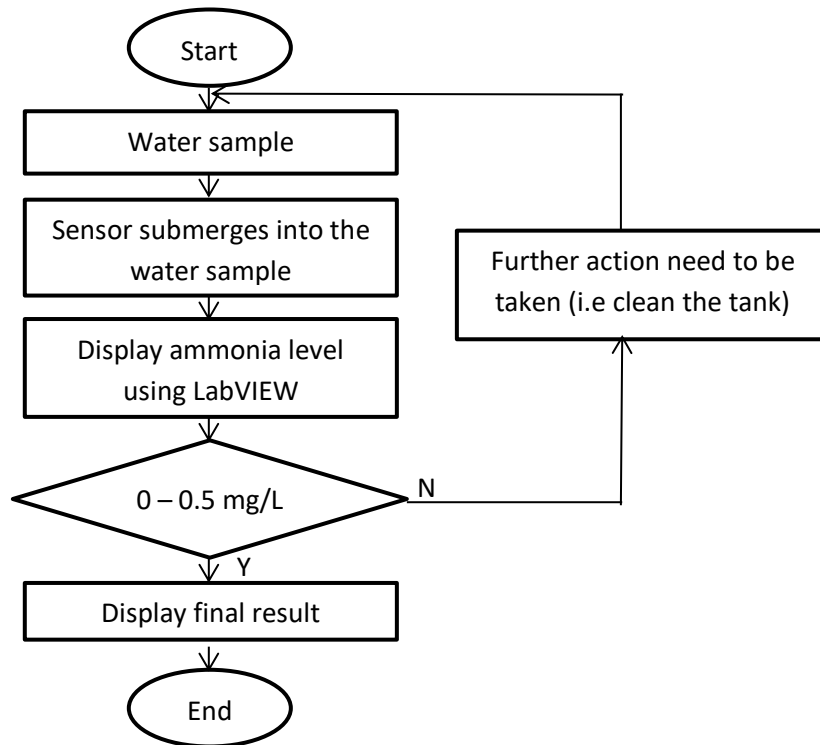 Start
Water sample
Sensor submerges into the
water sample
Display ammonia level
using LabVIEW
0 – 0.5 mg/L
N
Further action need to be
taken (i.e clean the tank)
Y
Display final result
End